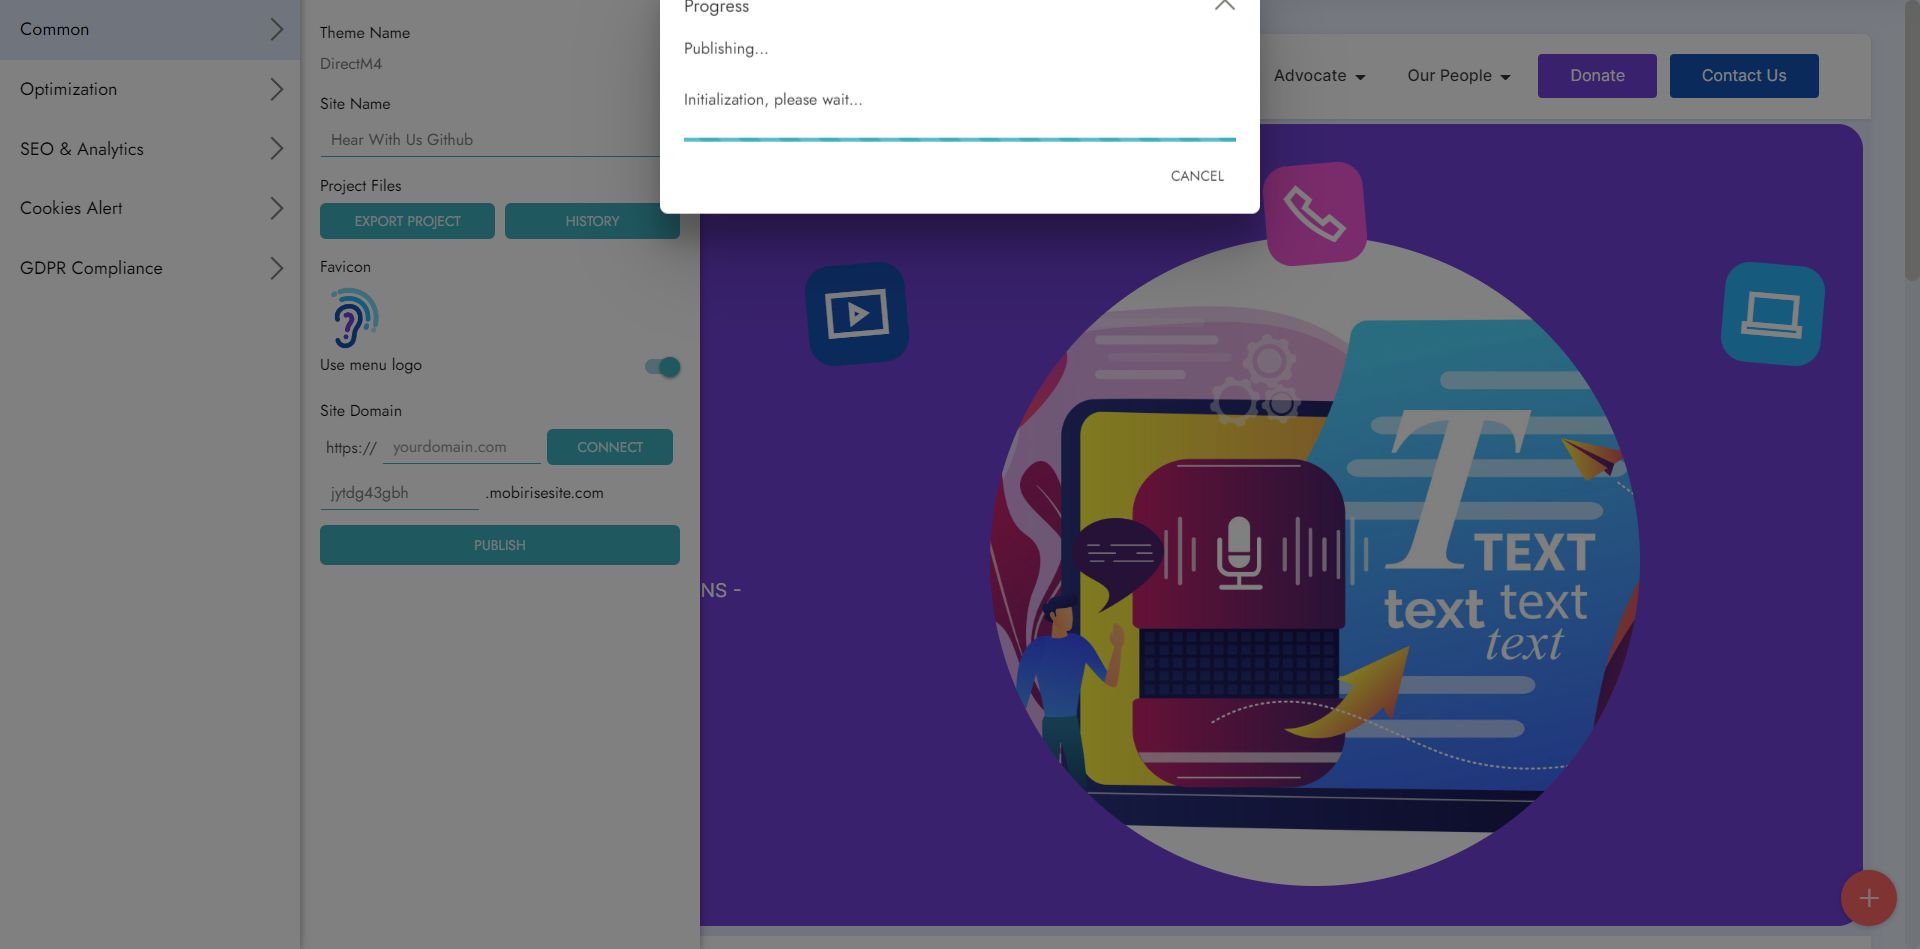 Common
Optimization
SEO & Analytics
Cookies Alert
GDPR Compliance
Theme Name
DirectM4
Site Name
Hear With Us Github
Project Files
EXPORT PROJECT
HISTORY
Favicon
Use menu logo
Site Domain
https://
yourdomain.com
CONNECT
jytdg43gbh
.mobirisesite.com
PUBLISH
Progress
Publishing...
Initialization, please wait...
CANCEL
Advocate
Our People
Donate
Contact Us
NS -
T
TEXT
text text
text